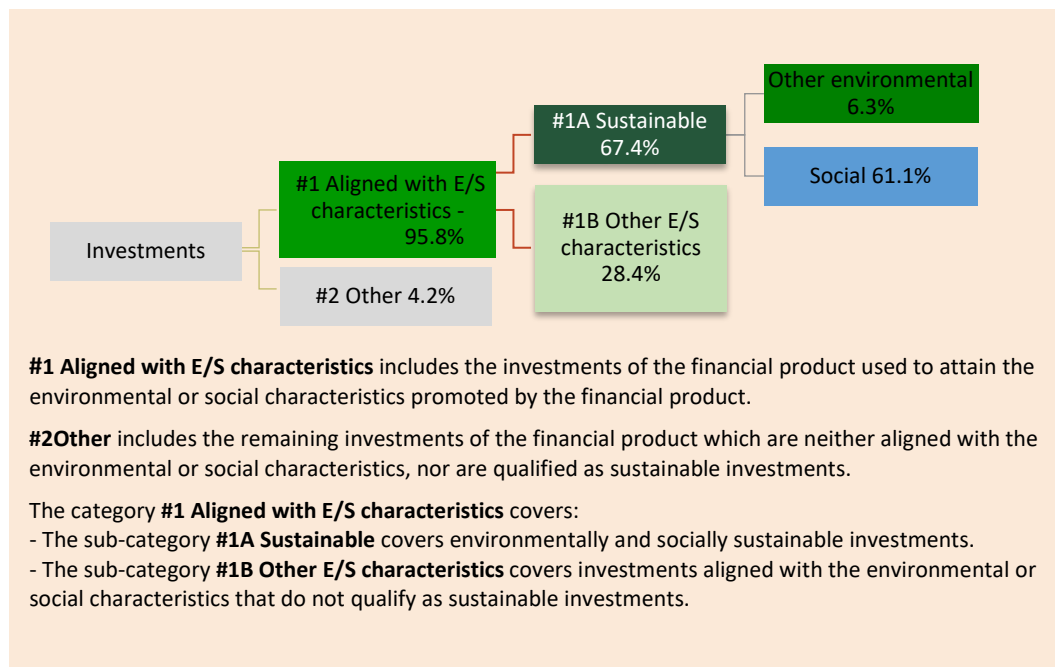 Other environmental
6.3%
#1A Sustainable
67.4%
Social 61.1%
#1 Aligned with E/S
characteristics -
95.8%
#1B Other E/S
characteristics
28.4%
Investments
#2 Other 4.2%
#1 Aligned with E/S characteristics includes the investments of the financial product used to attain the
environmental or social characteristics promoted by the financial product.
#2Other includes the remaining investments of the financial product which are neither aligned with the
environmental or social characteristics, nor are qualified as sustainable investments.
The category #1 Aligned with E/S characteristics covers:
- The sub-category #1A Sustainable covers environmentally and socially sustainable investments.
- The sub-category #1B Other E/S characteristics covers investments aligned with the environmental or
social characteristics that do not qualify as sustainable investments.